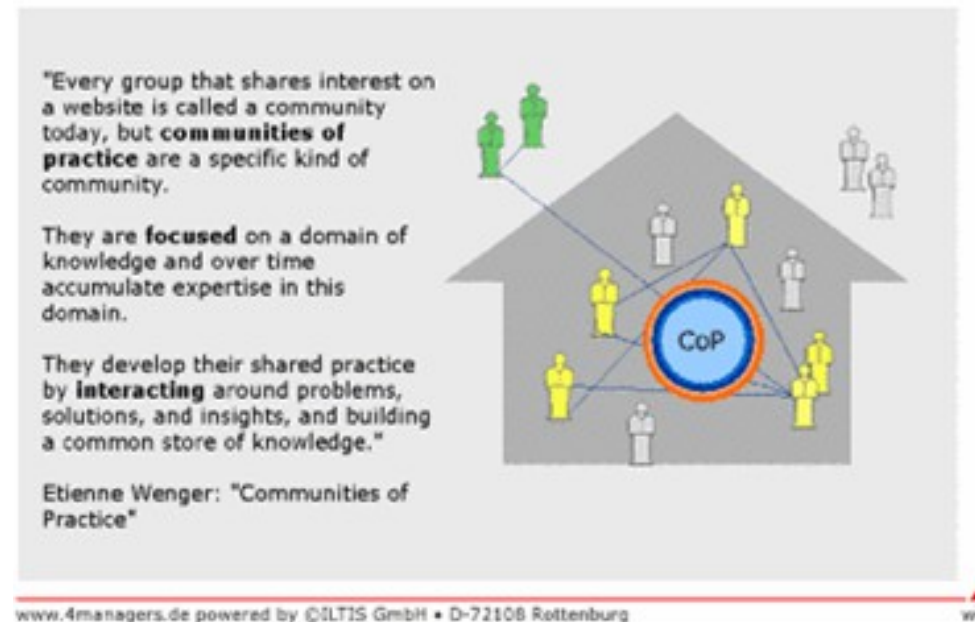 "Every group that shares interest on
a website is called a community
today, but communities of
practice are a specific kind of
community.
They are focused on a domain of
knowledge and over time
accumulate expertise in this
domain.
They develop their shared practice
by interacting around problems,
solutions, and insights, and building
a common store of knowledge."
Etienne Wenger: "Communities of
Practice"
CoP
www.4managers.de powered by ©ILTIS GmbH • D-72108 Rottenburg